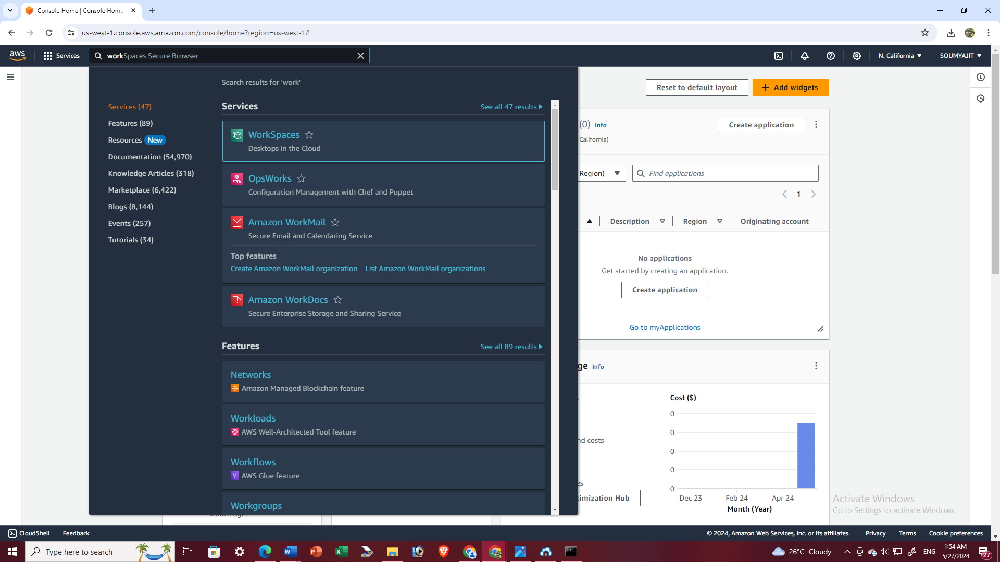 Console Home | Console Home
us-west-1.console.aws.amazon.com/console/home?region=us-west-1#
aws
Services
workSpaces Secure Browser
N. California
SOUMYAJIT
Search results for 'work'
Services (47)
Features (89)
Resources New
Documentation (54,970)
Knowledge Articles (318)
Marketplace (6,422)
Blogs (8,144)
Events (257)
Tutorials (34)
Services
See all 47 results
WorkSpaces
Desktops in the Cloud
OpsWorks
Configuration Management with Chef and Puppet
Amazon WorkMail
Secure Email and Calendaring Service
Top features
Create Amazon WorkMail organization List Amazon WorkMail organizations
Amazon WorkDocs
Secure Enterprise Storage and Sharing Service
Features
See all 89 results
Networks
Amazon Managed Blockchain feature
Workloads
AWS Well-Architected Tool feature
Workflows
AWS Glue feature
Workgroups
knowledge.
Reset to default layout
Add widgets
(0) Info
California)
Create application
Region)
Find applications
1
Description
Region
Originating account
No applications
Get started by creating an application.
Create application
Go to myApplications
ge Info
Cost ($)
0
0
0
0
0
Dec 23 Feb 24 Apr 24
Month (Year)
nd costs
es
timization Hub
Activate Windows
Go to Settings to activate Windows.
CloudShell
Feedback
© 2024, Amazon Web Services, Inc. or its affiliates.
Privacy
Terms
Cookie preferences
Type here to search
26°C Cloudy
ENG
1:54 AM
5/27/2024
27